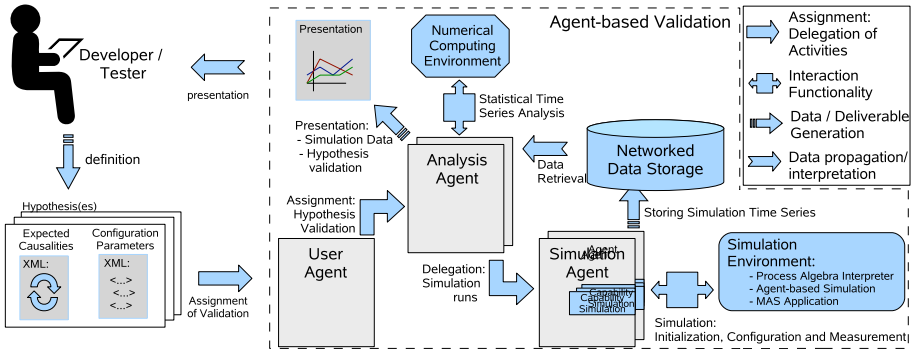 Agent-based Validation
Developer /
Tester
presentation
definition
Hypothesis(es)
Expected
Causalities
XML:
Configuration
Parameters
XML:
<...>
<...>
<...>
Assignment
of Validation
Presentation
Numerical
Computing
Environment
Statistical Time
Series Analysis
Presentation:
- Simulation Data
- Hypothesis
validation
Analysis
Agent
Data
Retrieval
Networked
Data Storage
Assignment:
Hypothesis
Validation
User
Agent
Storing Simulation Time Series
Delegation:
Simulation
runs
Simulation
Agent
Agent
Capability
Simulation
Capability
Simulation
Simulation
Environment:
- Process Algebra Interpreter
- Agent-based Simulation
- MAS Application
Simulation:
Initialization, Configuration and Measurement
Assignment:
Delegation of
Activities
Interaction
Functionality
Data / Deliverable
Generation
Data propagation/
interpretation